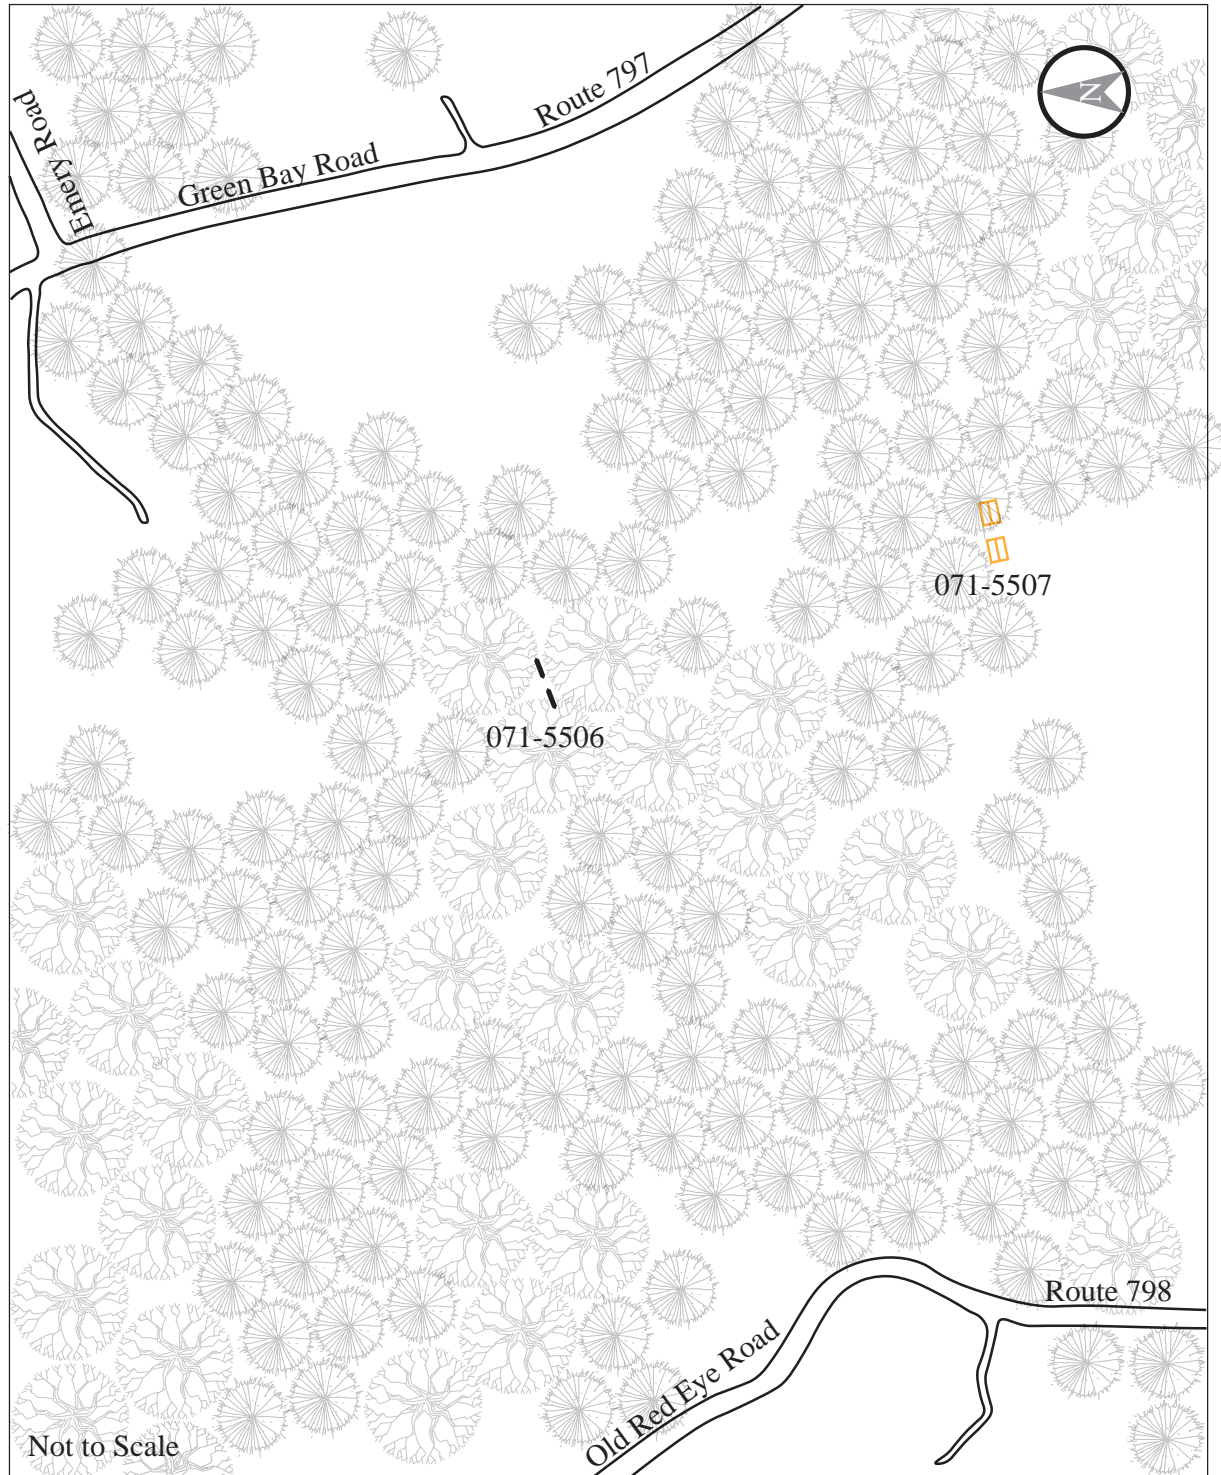 Route 797
N
Emery Road
Green Bay Road
071-5507
071-5506
Route 798
Old Red Eye Road
Not to Scale